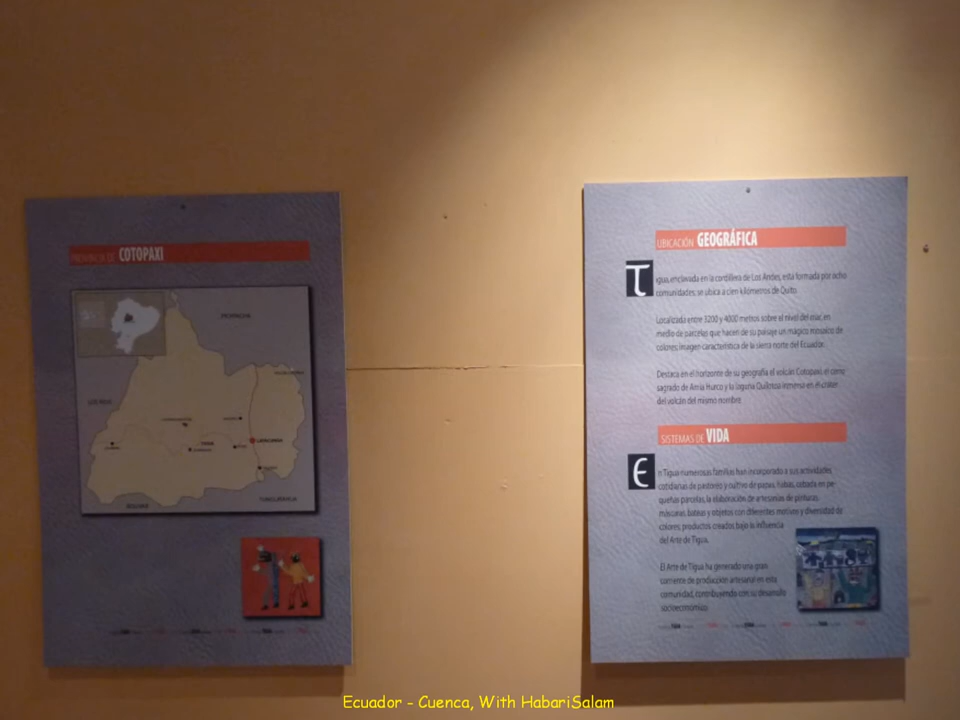 PROVINCIA DE COTOPAXI
PICHINCHA
LOS RÍOS
TIGUA
LATACUNGA
BOLÍVAR
TUNGURAHUA
UBICACIÓN GEOGRÁFICA
Tigua, enclavada en la cordillera de Los Andes, esta formada por ocho
comunidades; se ubica a cien kilómetros de Quito.
Localizada entre 3200 y 4000 metros sobre el nivel del mar, en
medio de parcelas que hacen de su paisaje un mágico mosaico de
colores; imagen característica de la sierra norte del Ecuador.
Destaca en el horizonte de su geografía el volcán Cotopaxi, el cerro
sagrado de Amia Hurco y la laguna Quilotoa inmersa en el cráter
del volcán del mismo nombre.
SISTEMAS DE VIDA
En Tigua numerosas familias han incorporado a sus actividades
cotidianas de pastoreo y cultivo de papas, habas, cebada en pe-
queñas parcelas, la elaboración de artesanías de pinturas,
máscaras, bateas y objetos con diferentes motivos y diversidad de
colores; productos creados bajo la influencia
del Arte de Tigua.
El Arte de Tigua ha generado una gran
corriente de producción artesanal en esta
comunidad, contribuyendo con su desarrollo
socioeconómico.
Ecuador - Cuenca, With HabariSalam